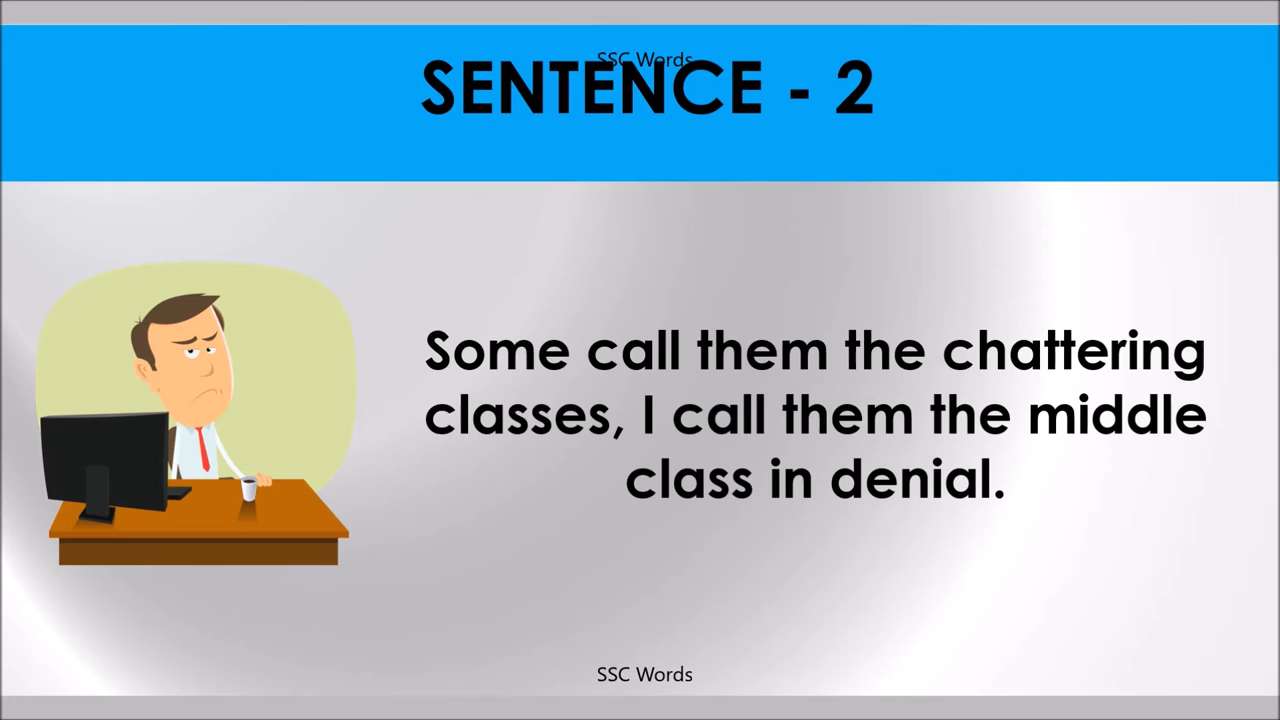 SSC Words
SENTENCE - 2
Some call them the chattering
classes, I call them the middle
class in denial.
SSC Words